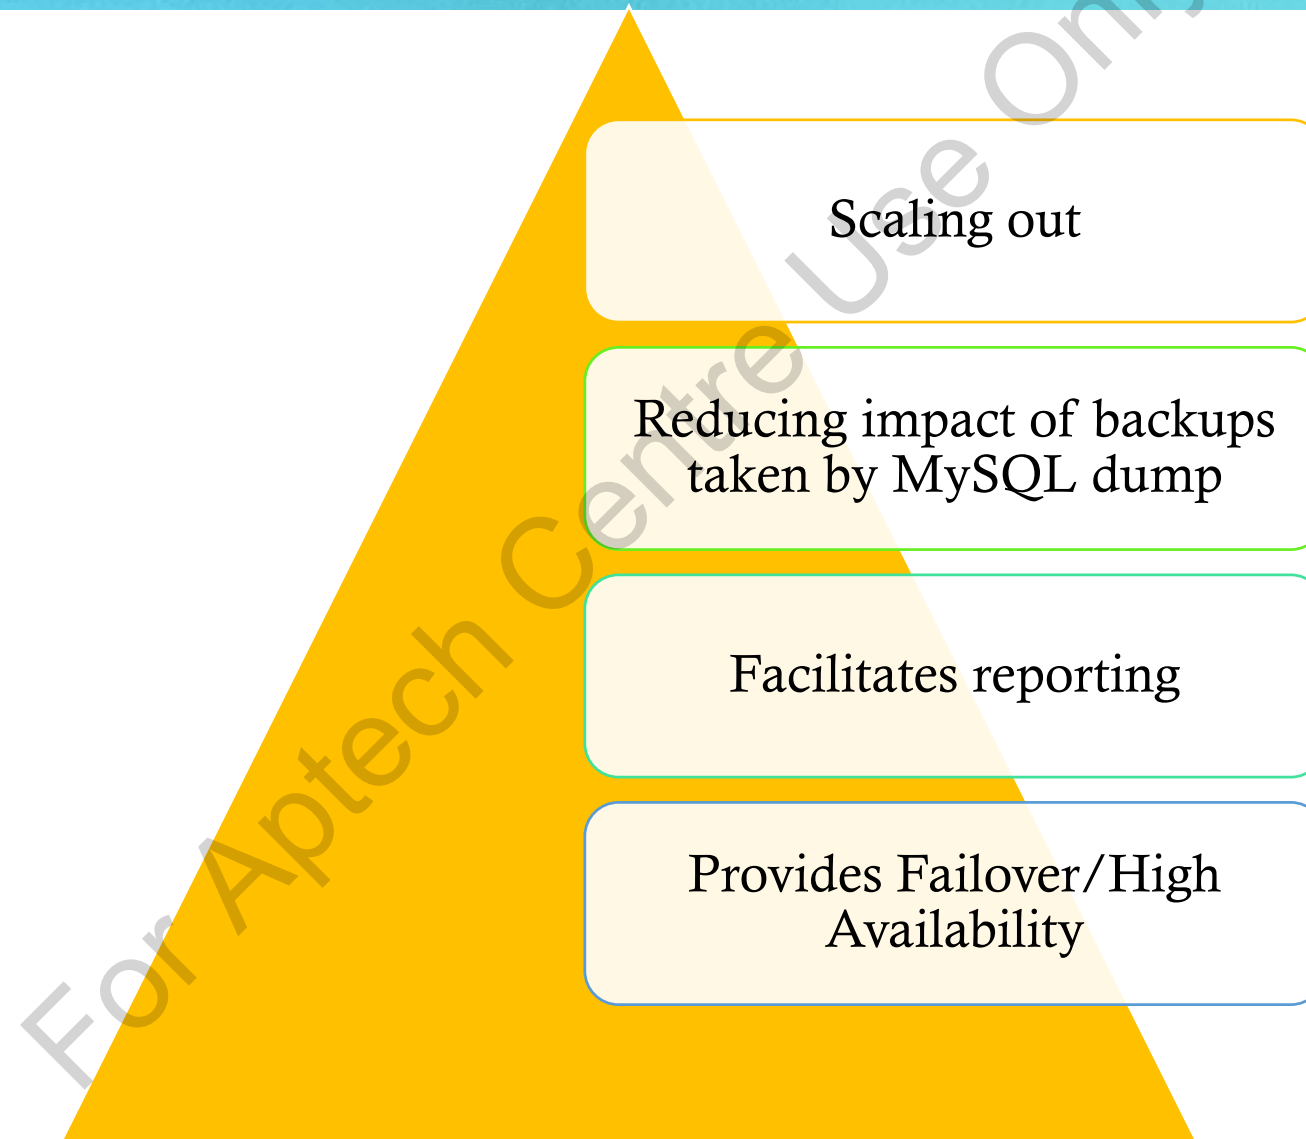 Scaling out
Reducing impact of backups
taken by MySQL dump
Facilitates reporting
Provides Failover/High
Availability
For Aptech Centre Use Only